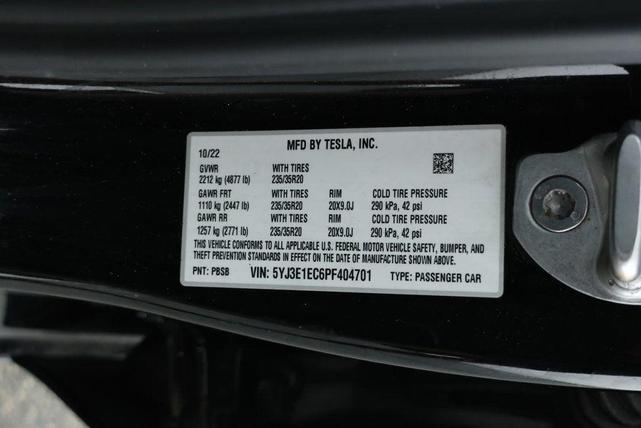 MFD BY TESLA, INC.
10/22
GVWR WITH TIRES
2212 kg (4877 lb) 235/35R20
GAWR FRT WITH TIRES RIM COLD TIRE PRESSURE
1110 kg (2447 lb) 235/35R20 20X9.0J 290 kPa, 42 psi
GAWR RR WITH TIRES RIM COLD TIRE PRESSURE
1257 kg (2771 lb) 235/35R20 20X9.0J 290 kPa, 42 psi
THIS VEHICLE CONFORMS TO ALL APPLICABLE U.S. FEDERAL MOTOR VEHICLE SAFETY, BUMPER, AND
THEFT PREVENTION STANDARDS IN EFFECT ON THE DATE OF MANUFACTURE SHOWN ABOVE.
PNT: PBSB VIN: 5YJ3E1EC6PF404701 TYPE: PASSENGER CAR